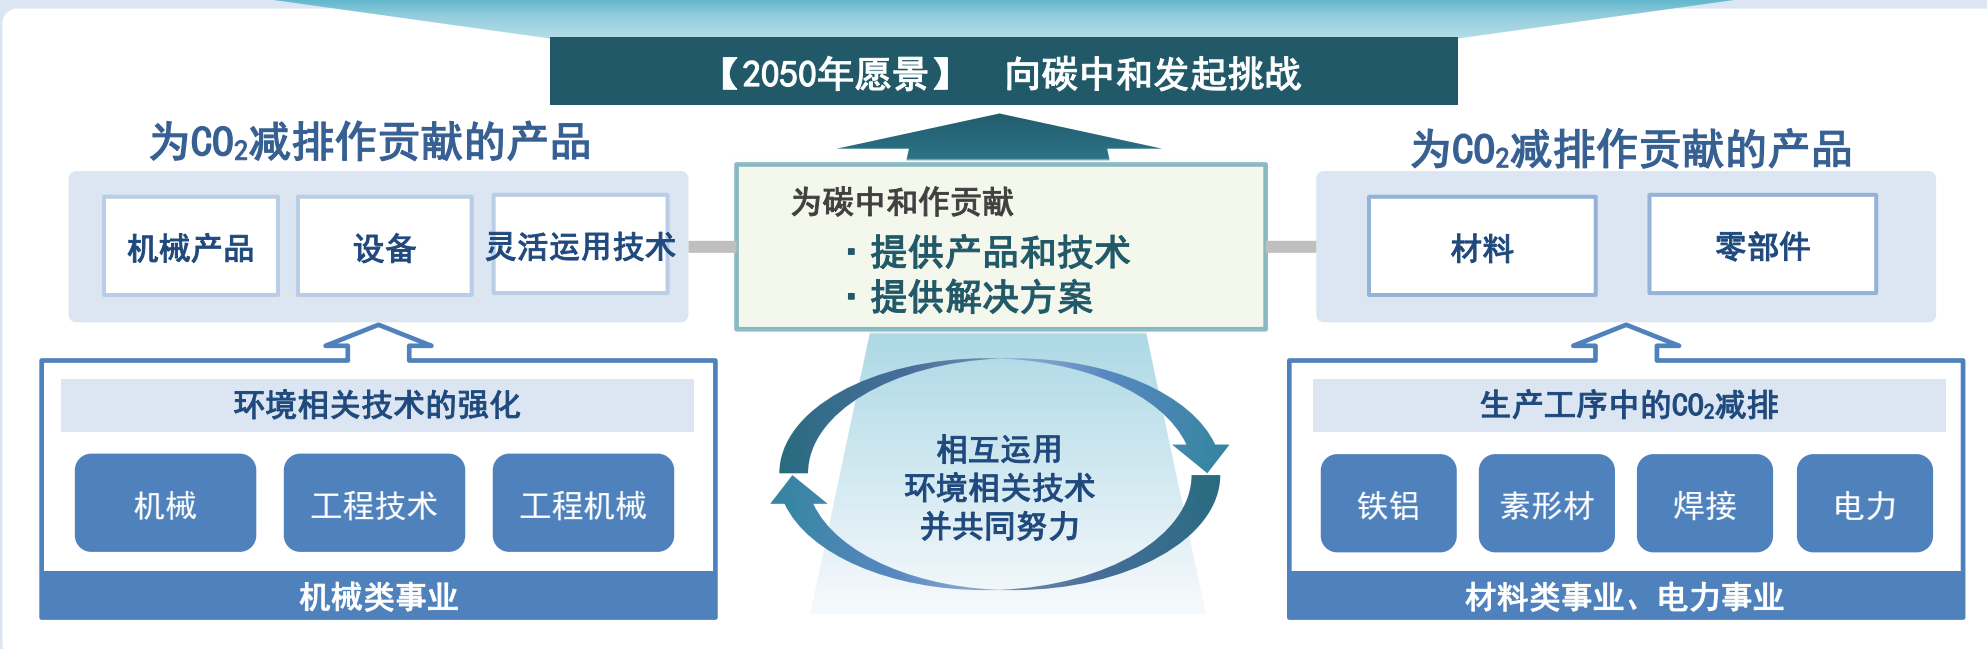 【2050年愿景】 向碳中和发起挑战
为CO₂减排作贡献的产品
机械产品
设备
灵活运用技术
为碳中和作贡献
·提供产品和技术
·提供解决方案
为CO₂减排作贡献的产品
材料
零部件
环境相关技术的强化
机械
工程技术
工程机械
机械类事业
相互运用
环境相关技术
并共同努力
生产工序中的CO₂减排
铁铝
素形材
焊接
电力
材料类事业、电力事业